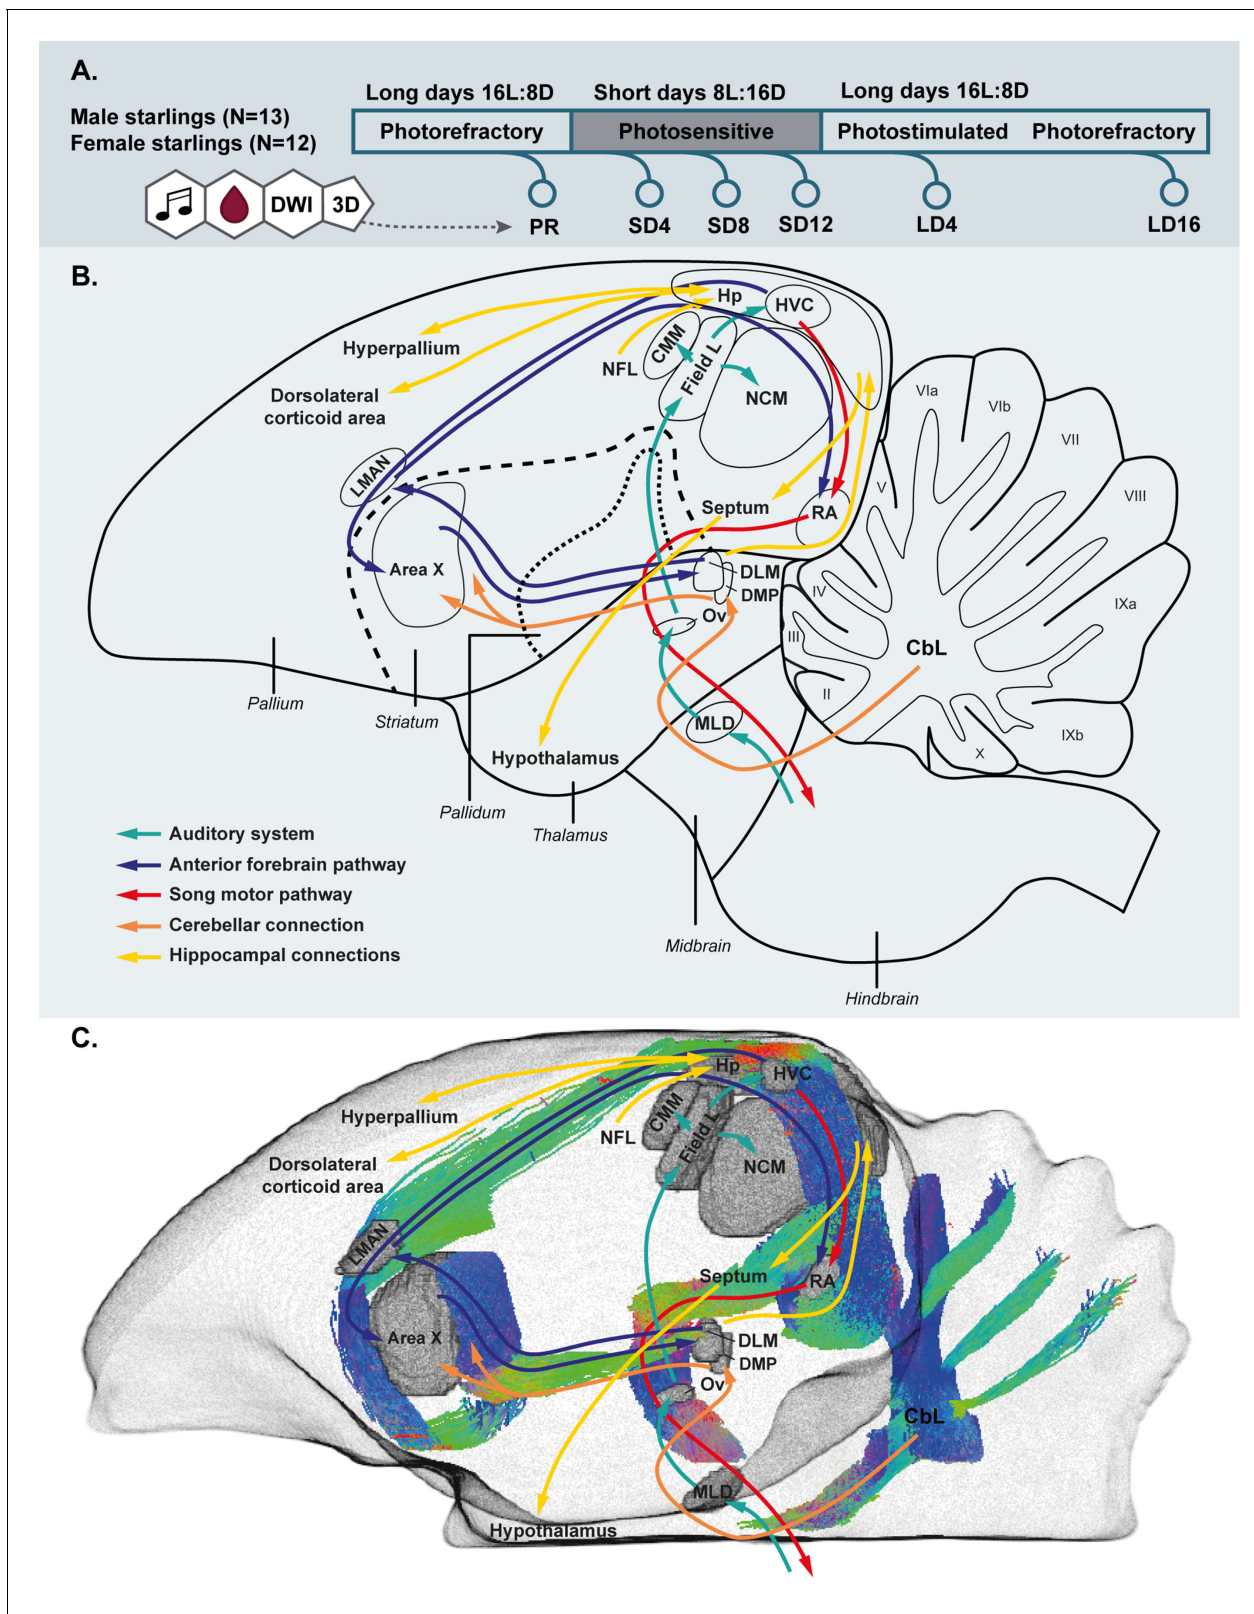 A.
Long days 16L:8D Short days 8L:16D Long days 16L:8D
Male starlings (N=13)
Female starlings (N=12)
Photorefractory Photosensitive Photostimulated Photorefractory
DWI 3D
PR SD4 SD8 SD12 LD4 LD16
B.
Hp
HVC
Hyperpallium
NFL
CMM
Field L
NCM
Dorsolateral
corticoid area
LMAN
Septum
RA
Area X
DLM
DMP
Ov
CbL
MLD
Hypothalamus
VIa
VIb
VII
VIII
V
IV
III
II
IXa
IXb
X
Pallium
Striatum
Pallidum
Thalamus
Midbrain
Hindbrain
Auditory system
Anterior forebrain pathway
Song motor pathway
Cerebellar connection
Hippocampal connections
C.
Hp
HVC
Hyperpallium
NFL
CMM
Field L
NCM
Dorsolateral
corticoid area
LMAN
Septum
RA
Area X
DLM
DMP
Ov
CbL
MLD
Hypothalamus